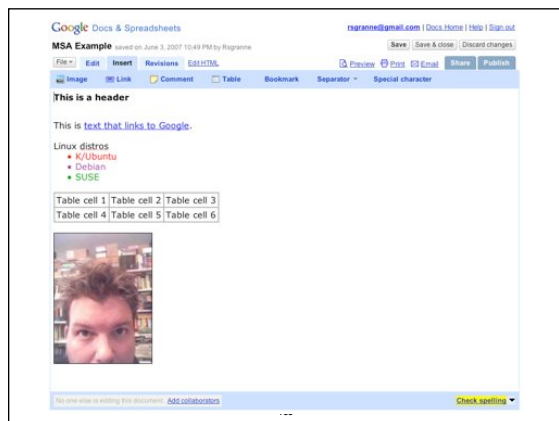 Google Docs & Spreadsheets
rsgranne@gmail.com | Docs Home | Help | Sign out
MSA Example saved on June 3, 2007 10:49 PM by Rsgranne
Save Save & close Discard changes
File Edit Insert Revisions Edit HTML
Preview Print Email Share Publish
Image Link Comment Table Bookmark Separator Special character
This is a header
This is text that links to Google.
Linux distros
• K/Ubuntu
• Debian
• SUSE
Table cell 1 Table cell 2 Table cell 3
Table cell 4 Table cell 5 Table cell 6
No one else is editing this document. Add collaborators
Check spelling